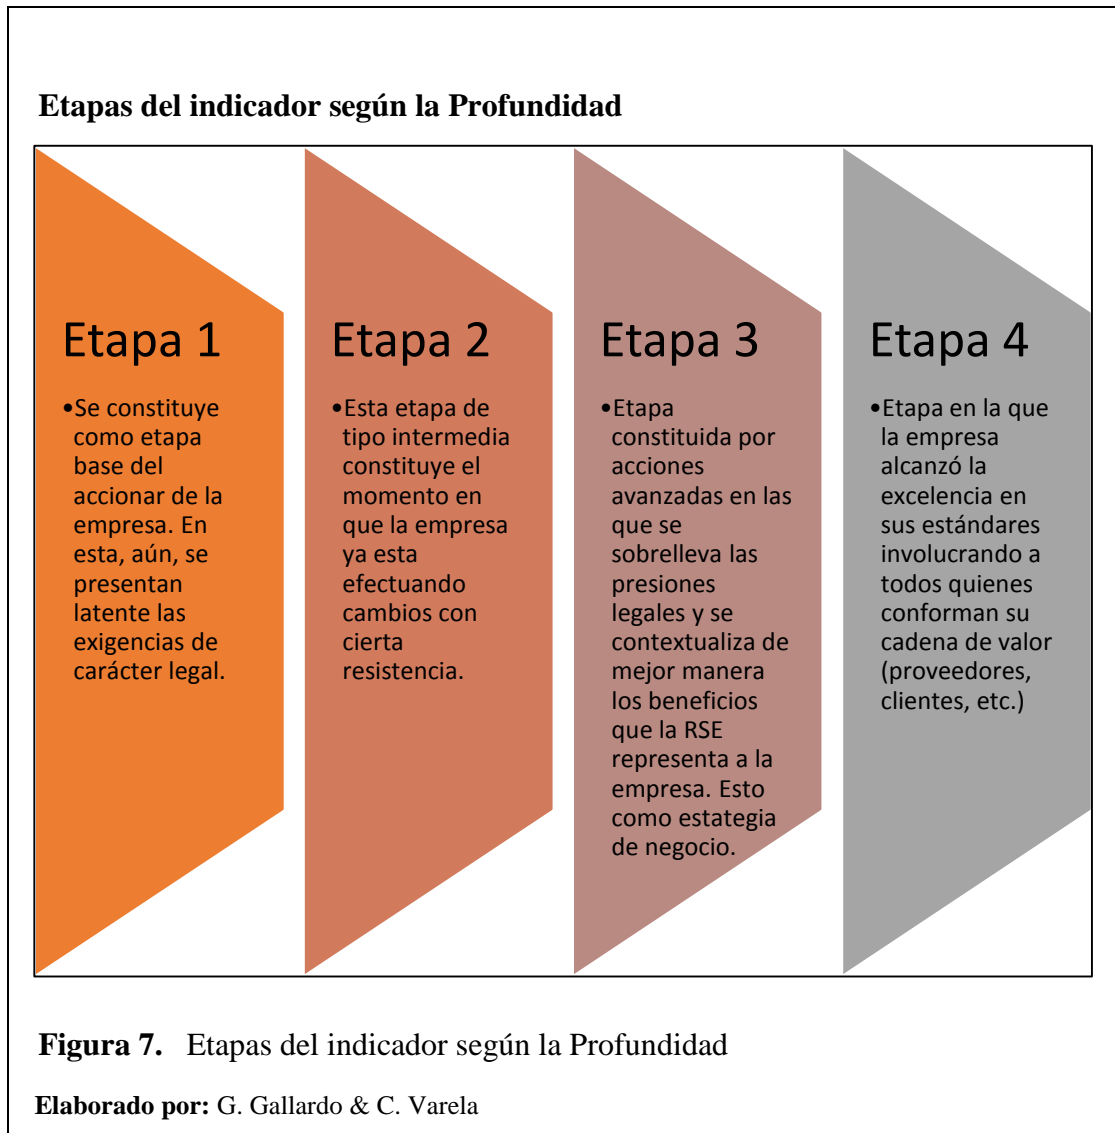 Etapas del indicador según la Profundidad
Etapa 1
•Se constituye
como etapa
base del
accionar de la
empresa. En
esta, aún, se
presentan
latente las
exigencias de
carácter legal.
Etapa 2
•Esta etapa de
tipo intermedia
constituye el
momento en
que la empresa
ya esta
efectuando
cambios con
cierta
resistencia.
Etapa 3
•Etapa
constituida por
acciones
avanzadas en las
que se
sobrelleva las
presiones
legales y se
contextualiza de
mejor manera
los beneficios
que la RSE
representa a la
empresa. Esto
como estategia
de negocio.
Etapa 4
•Etapa en la que
la empresa
alcanzó la
excelencia en
sus estándares
involucrando a
todos quienes
conforman su
cadena de valor
(proveedores,
clientes, etc.)
Figura 7. Etapas del indicador según la Profundidad
Elaborado por: G. Gallardo & C. Varela